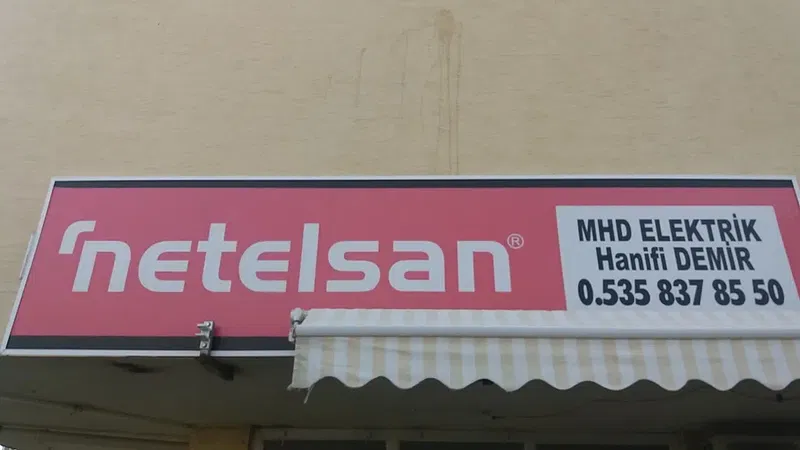 netelsan®
MHD ELEKTRİK
Hanifi DEMİR
0.535 837 85 50